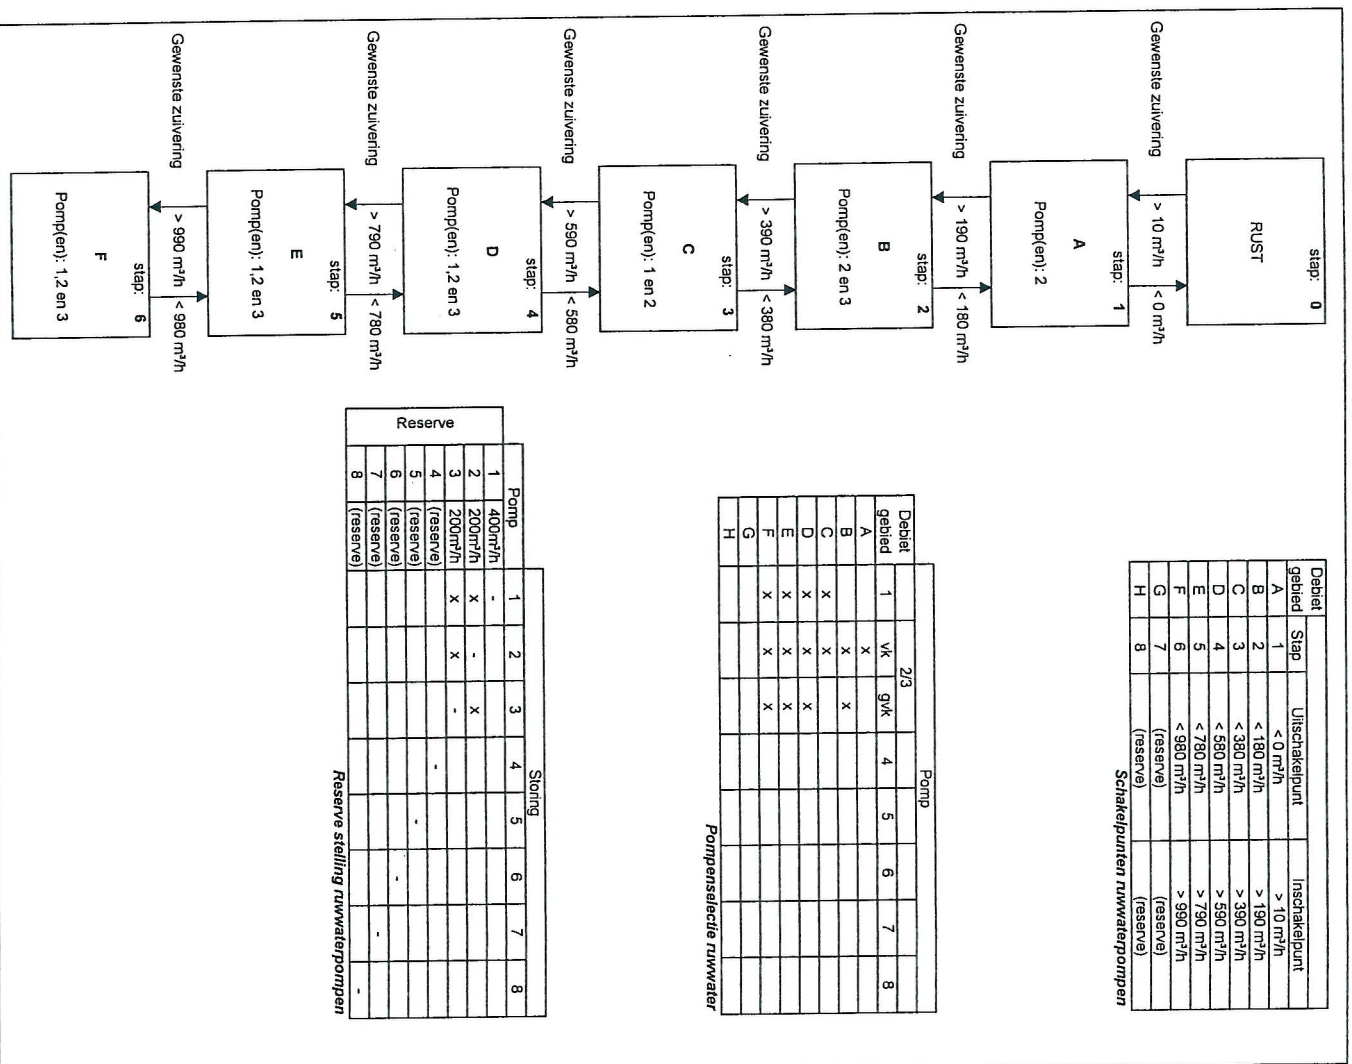 stap: 0
RUST
Gewenste zuivering
> 10 m³/h < 0 m³/h
stap: 1
A
Pomp(en): 2
Gewenste zuivering
> 190 m³/h < 180 m³/h
stap: 2
B
Pomp(en): 2 en 3
Gewenste zuivering
> 390 m³/h < 380 m³/h
stap: 3
C
Pomp(en): 1 en 2
Gewenste zuivering
> 590 m³/h < 580 m³/h
stap: 4
D
Pomp(en): 1,2 en 3
Gewenste zuivering
> 790 m³/h < 780 m³/h
stap: 5
E
Pomp(en): 1,2 en 3
Gewenste zuivering
> 990 m³/h < 980 m³/h
stap: 6
F
Pomp(en): 1,2 en 3
Debiet
gebied Stap Uitschakelpunt Inschakelpunt
A 1 < 0 m³/h > 10 m³/h
B 2 < 180 m³/h > 190 m³/h
C 3 < 380 m³/h > 390 m³/h
D 4 < 580 m³/h > 590 m³/h
E 5 < 780 m³/h > 790 m³/h
F 6 < 980 m³/h > 990 m³/h
G 7 (reserve) (reserve)
H 8 (reserve) (reserve)
Schakelpunten ruwwaterpompen
Pomp
Debiet 2/3
gebied 1 vk gvk 4 5 6 7 8
A x
B x x
C x x
D x x x
E x x x
F x x x
G
H
Pompenselectie ruwwater
Storing
Pomp 1 2 3 4 5 6 7 8
Reserve
1 400m³/h -
2 200m³/h x - x
3 200m³/h x x -
4 (reserve) -
5 (reserve) -
6 (reserve) -
7 (reserve) -
8 (reserve) -
Reserve stelling ruwwaterpompen